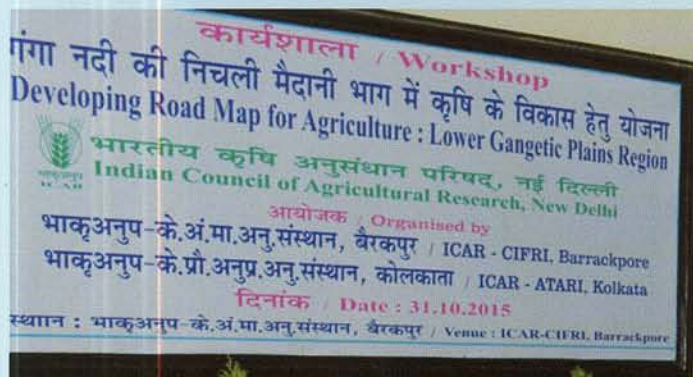 कार्यशाला / Workshop
गंगा नदी की निचली मैदानी भाग में कृषि के विकास हेतु योजना
Developing Road Map for Agriculture : Lower Gangetic Plains Region
भारतीय कृषि अनुसंधान परिषद, नई दिल्ली
Indian Council of Agricultural Research, New Delhi
भाकृअनुप
ICAR
आयोजक / Organised by
भाकृअनुप-के.अं.मा.अनु.संस्थान, बैरकपुर / ICAR - CIFRI, Barrackpore
भाकृअनुप-के.प्रौ.अनुप्र.अनु.संस्थान, कोलकाता / ICAR - ATARI, Kolkata
दिनांक / Date : 31.10.2015
स्थाान : भाकृअनुप-के.अं.मा.अनु.संस्थान, बैरकपुर / Venue : ICAR-CIFRI, Barrackpore